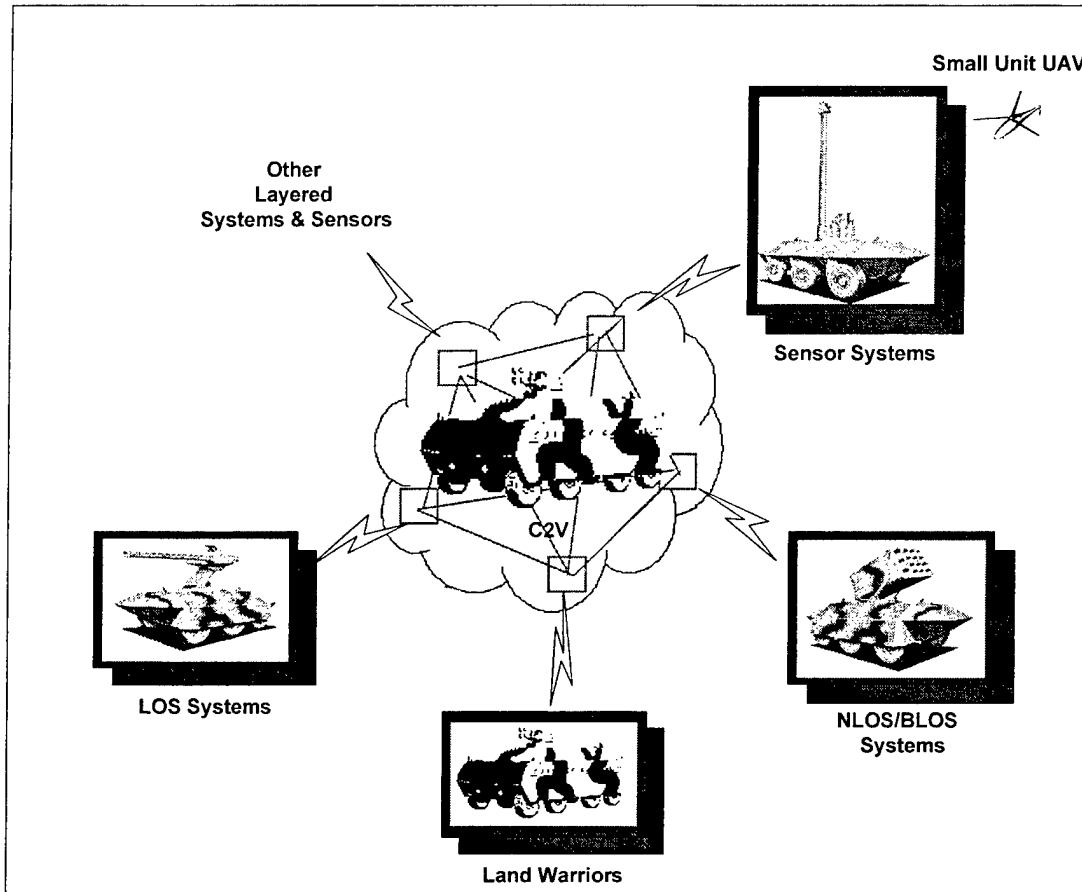 Small Unit UAV
Other
Layered
Systems & Sensors
Sensor Systems
C2V
LOS Systems
NLOS/BLOS
Systems
Land Warriors